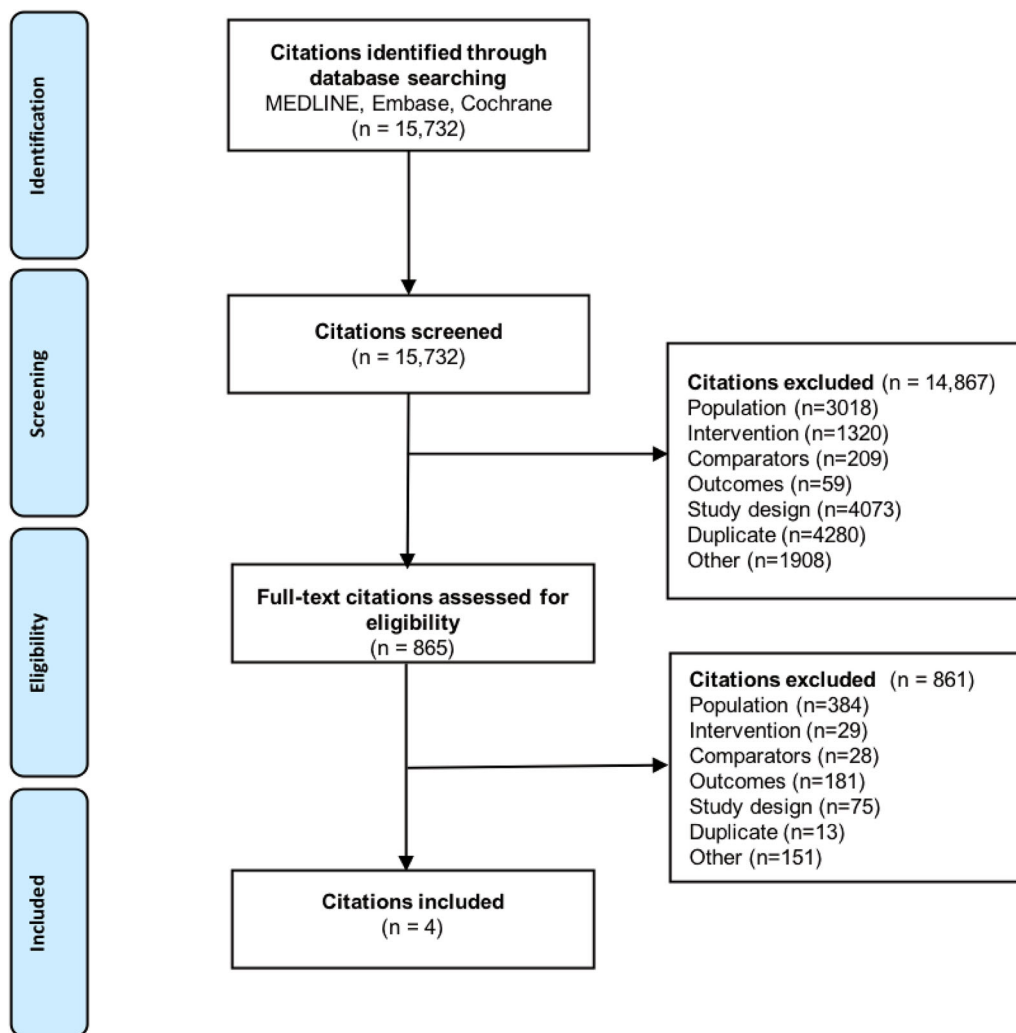 Identification
Citations identified through
database searching
MEDLINE, Embase, Cochrane
(n = 15,732)
Screening
Citations screened
(n = 15,732)
Citations excluded (n = 14,867)
Population (n=3018)
Intervention (n=1320)
Comparators (n=209)
Outcomes (n=59)
Study design (n=4073)
Duplicate (n=4280)
Other (n=1908)
Eligibility
Full-text citations assessed for
eligibility
(n = 865)
Citations excluded (n = 861)
Population (n=384)
Intervention (n=29)
Comparators (n=28)
Outcomes (n=181)
Study design (n=75)
Duplicate (n=13)
Other (n=151)
Included
Citations included
(n = 4)